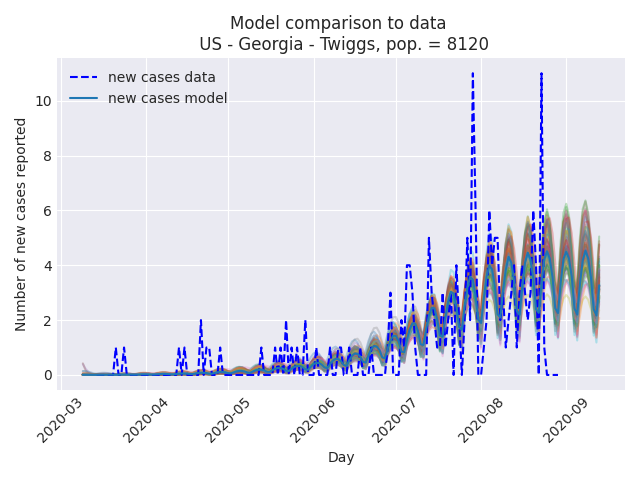 Model comparison to data
US - Georgia - Twiggs, pop. = 8120
new cases data
new cases model
Number of new cases reported
10
8
6
4
2
0
2020-03
2020-04
2020-05
2020-06
2020-07
2020-08
2020-09
Day